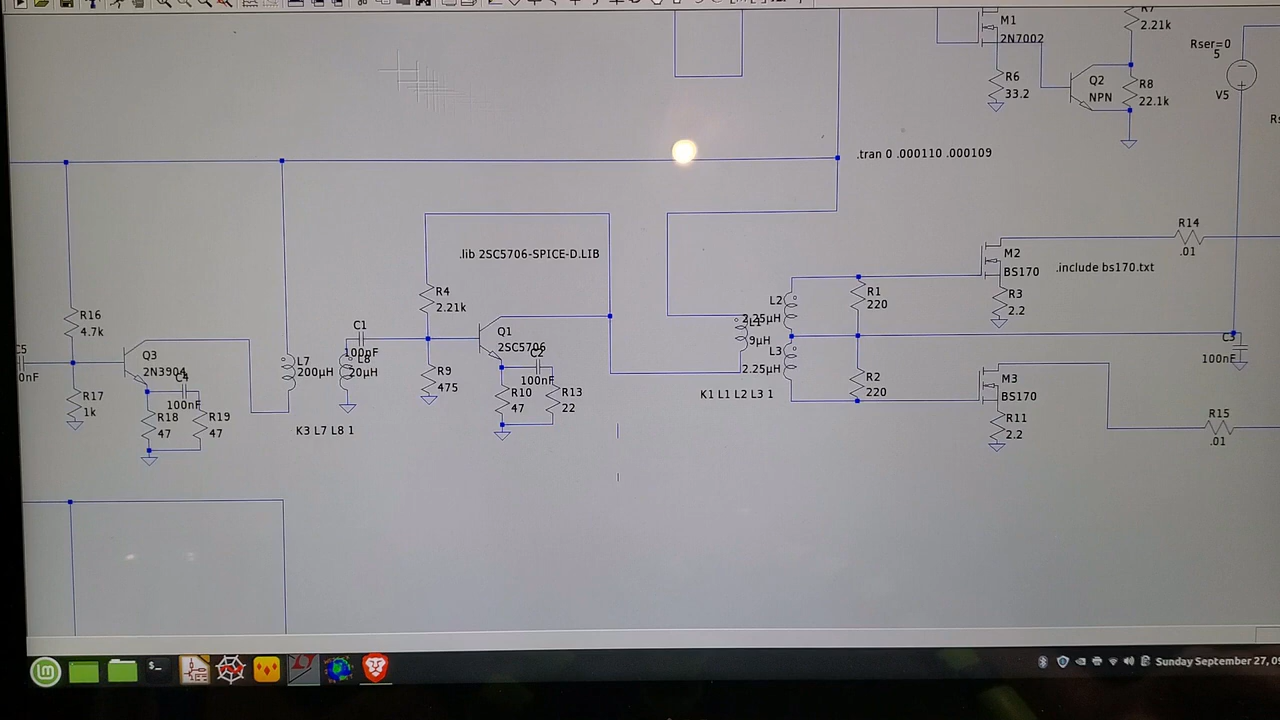 M1
2N7002
R7
2.21k
R6
33.2
Q2
NPN
R8
22.1k
Rser=0
5
V5
.tran 0 .000110 .000109
R14
.01
.lib 2SC5706-SPICE-D.LIB
M2
BS170
.include bs170.txt
R3
2.2
R4
2.21k
R1
220
L2
2.25µH
L1
9µH
L3
2.25µH
R16
4.7k
Q1
2SC5706
C1
100nF
C2
100nF
C5
0nF
Q3
2N3904
C4
100nF
L7
200µH
L8
20µH
R9
475
R10
47
R13
22
R2
220
M3
BS170
C3
100nF
R17
1k
R18
47
R19
47
K3 L7 L8 1
K1 L1 L2 L3 1
R11
2.2
R15
.01
Sunday September 27,